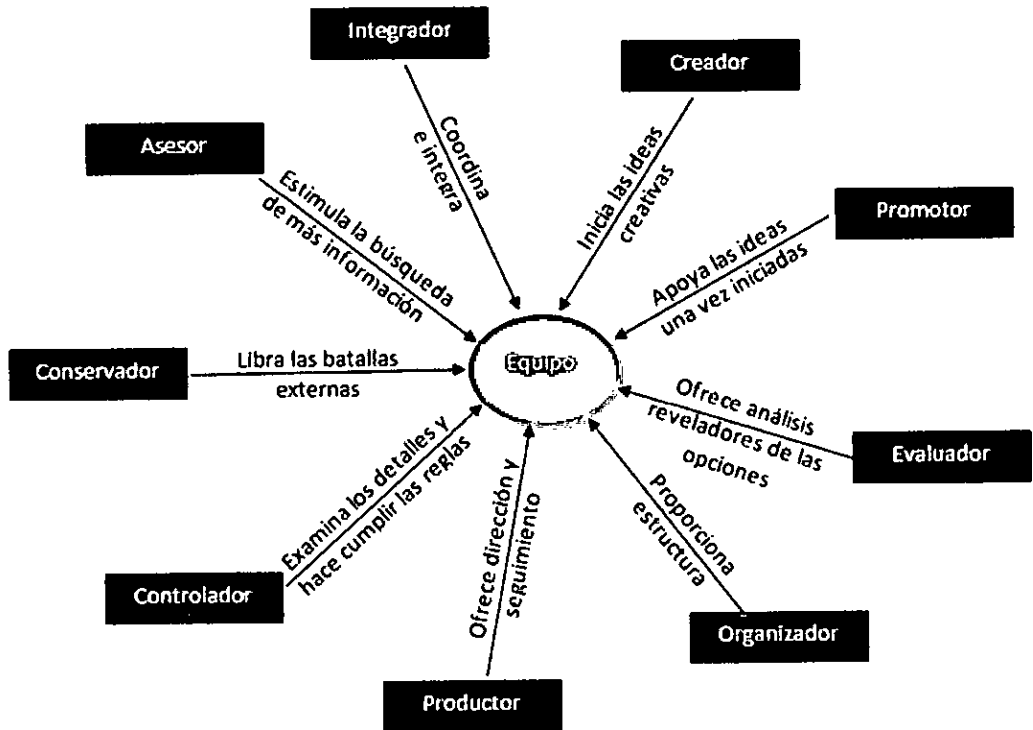 Integrador
Coordina
e integra
Creador
Inicia las ideas
creativas
Promotor
Apoya las ideas
una vez iniciadas
Evaluador
Ofrece análisis
reveladores de las
opciones
Organizador
Proporciona
estructura
Productor
Ofrece dirección y
seguimiento
Controlador
Examina los detalles y
hace cumplir las reglas
Conservador
Libra las batallas
externas
Asesor
Estimula la búsqueda
de más información
Equipo